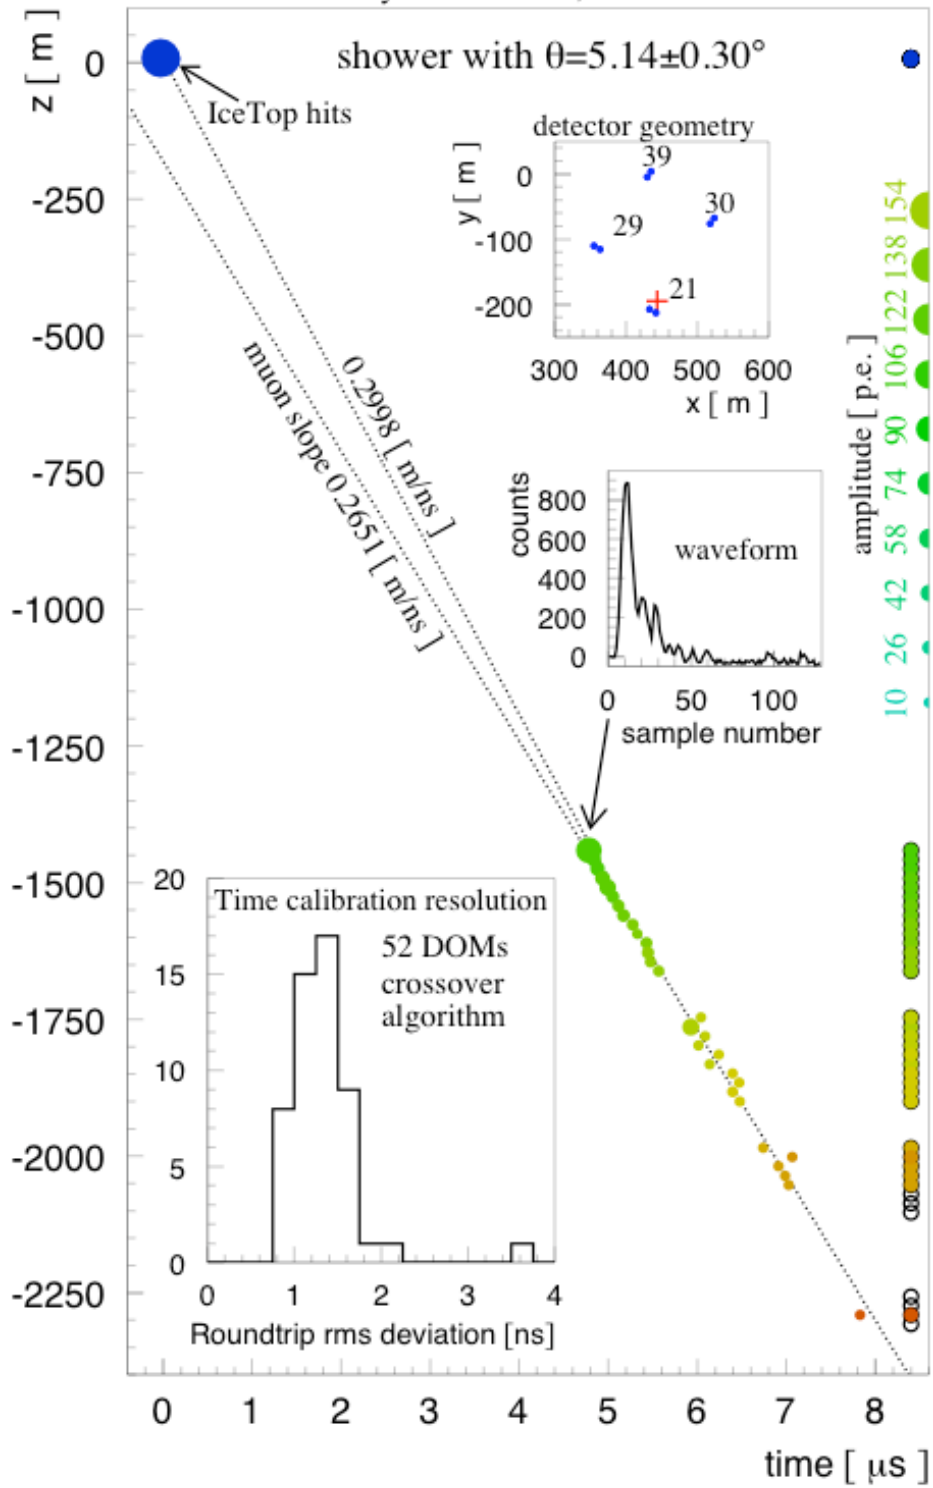 z [ m ]
shower with θ=5.14±0.30°
IceTop hits
0
-250
-500
-750
-1000
-1250
-1500
-1750
-2000
-2250
detector geometry
y [ m ]
0
-100
-200
39
30
29
21
300 400 500 600
x [ m ]
0.2998 [ m/ns ]
muon slope 0.2651 [ m/ns ]
amplitude [ p.e. ]
154
138
122
106
90
74
58
42
26
10
counts
800
600
400
200
0
waveform
0 50 100
sample number
Time calibration resolution
52 DOMs
crossover
algorithm
20
15
10
5
0
0 1 2 3 4
Roundtrip rms deviation [ns]
0 1 2 3 4 5 6 7 8
time [ μs ]